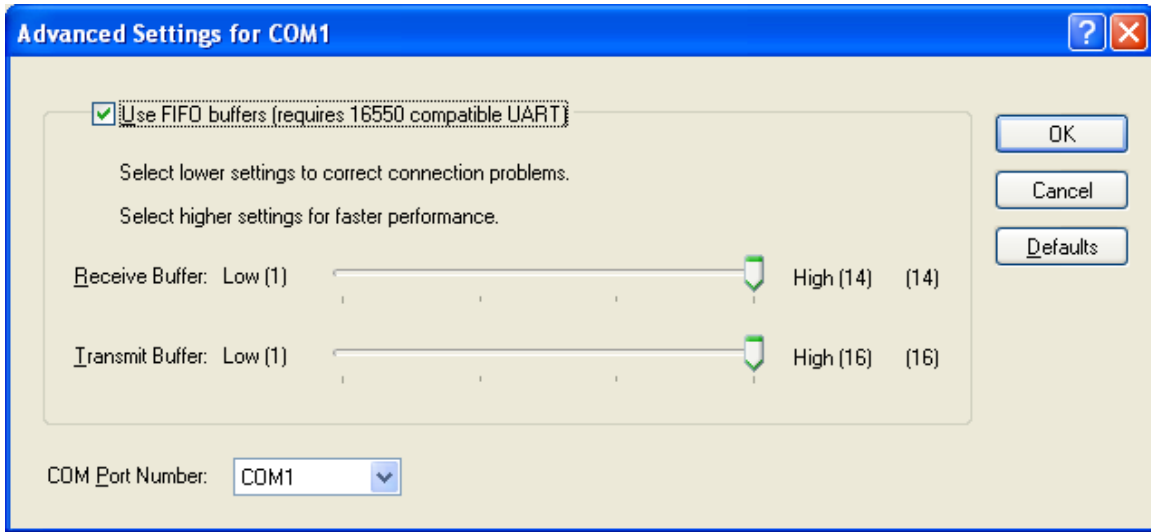 Advanced Settings for COM1
Use FIFO buffers (requires 16550 compatible UART)
Select lower settings to correct connection problems.
Select higher settings for faster performance.
Receive Buffer: Low (1) High (14) (14)
Transmit Buffer: Low (1) High (16) (16)
COM Port Number: COM1
OK
Cancel
Defaults